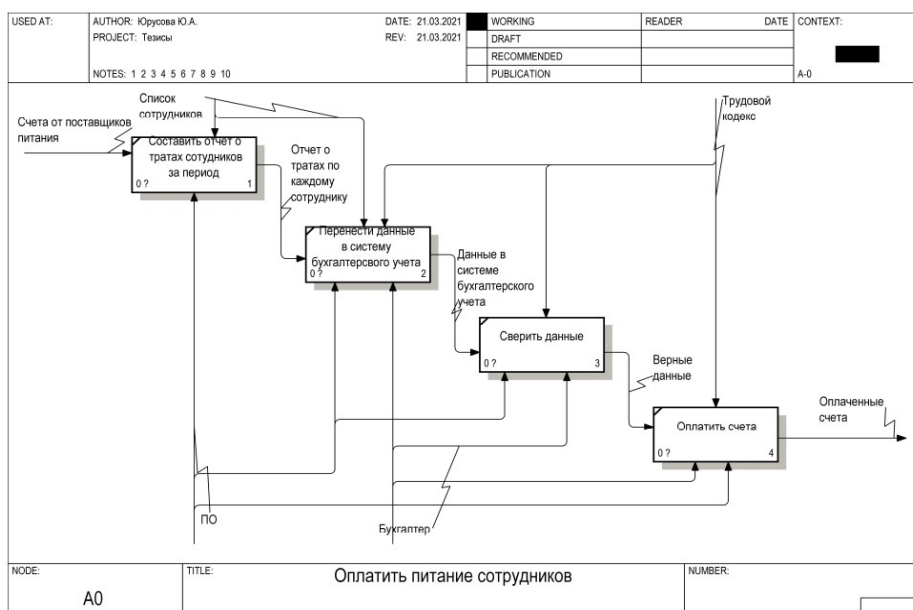 USED AT:
AUTHOR: Юрусова Ю.А.
DATE: 21.03.2021
WORKING
READER
DATE
CONTEXT:
PROJECT: Тезисы
REV: 21.03.2021
DRAFT
RECOMMENDED
NOTES: 1 2 3 4 5 6 7 8 9 10
PUBLICATION
A-0
Список
сотрудников
Трудовой
кодекс
Счета от поставщиков
питания
Составить отчет о
тратах сотудников
за период
0 ?
1
Отчет о
тратах по
каждому
сотруднику
Перенести данные
в систему
бухгалтерсвого учета
0 ?
2
Данные в
системе
бухгалтерского
учета
Сверить данные
0 ?
3
Верные
данные
Оплатить счета
0 ?
4
Оплаченные
счета
ПО
Бухгалтер
NODE:
TITLE:
Оплатить питание сотрудников
NUMBER:
A0